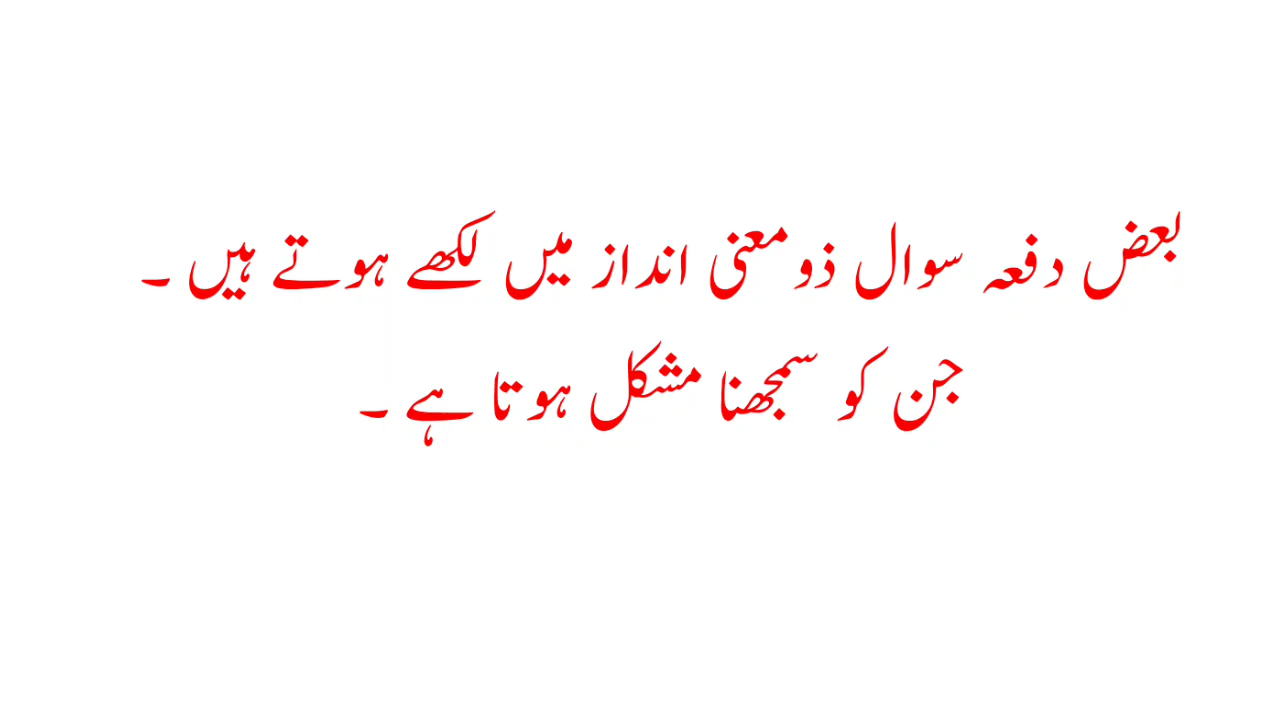 بعض دفعہ سوال ذومعنی انداز میں لکھے ہوتے ہیں ۔
جن کو سمجھنا مشکل ہوتا ہے ۔